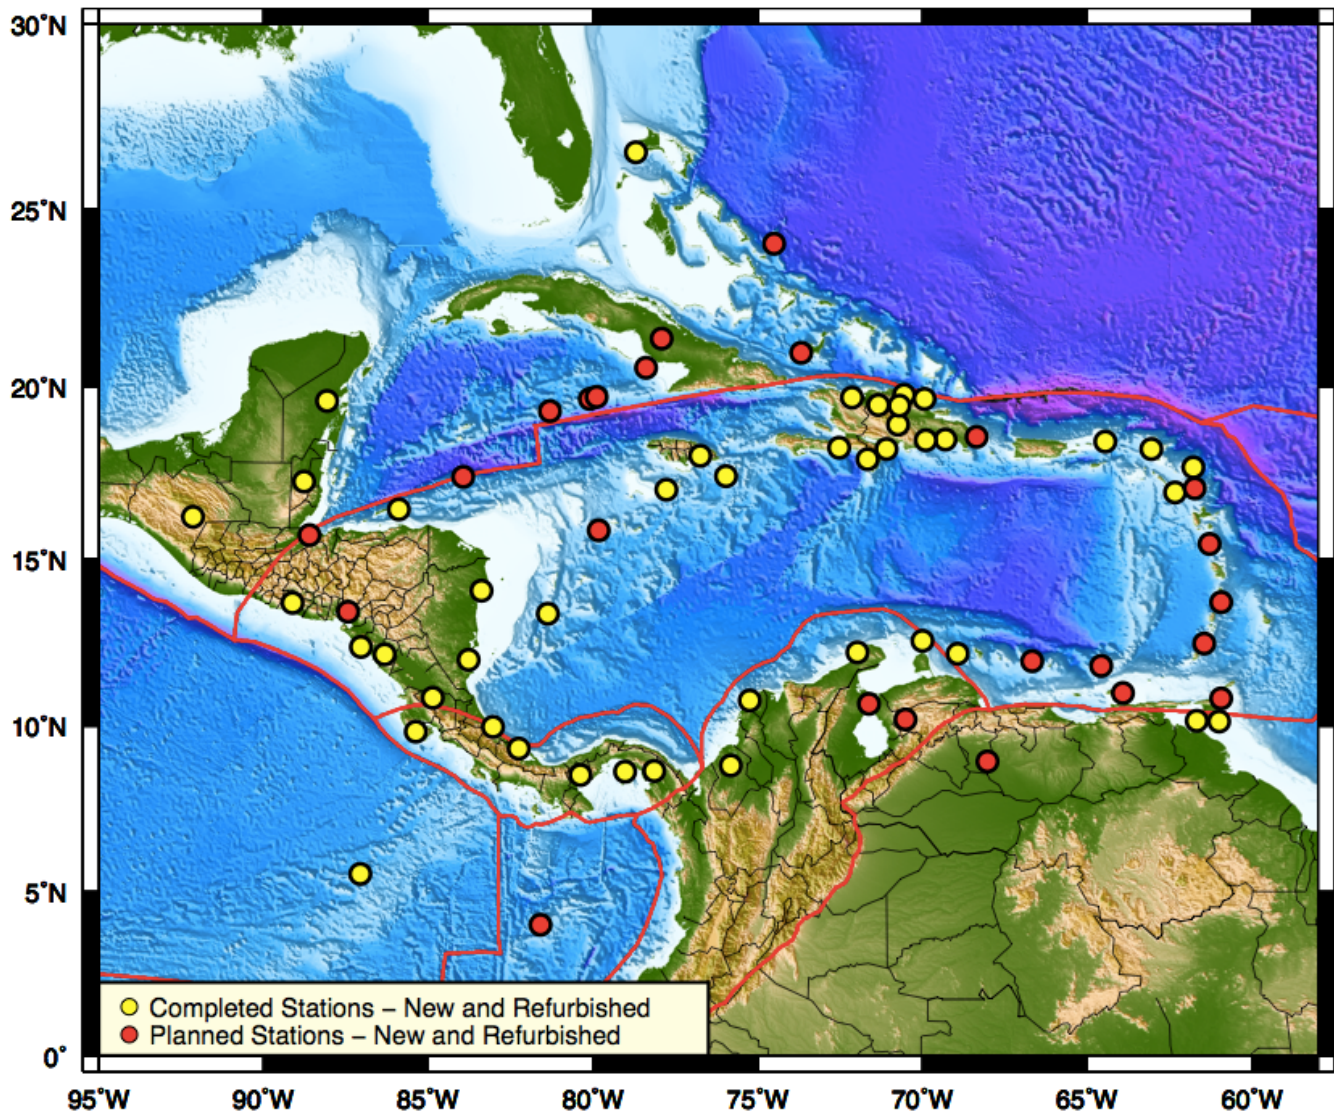 30°N
25°N
20°N
15°N
10°N
5°N
0°
Completed Stations – New and Refurbished
Planned Stations – New and Refurbished
95°W 90°W 85°W 80°W 75°W 70°W 65°W 60°W